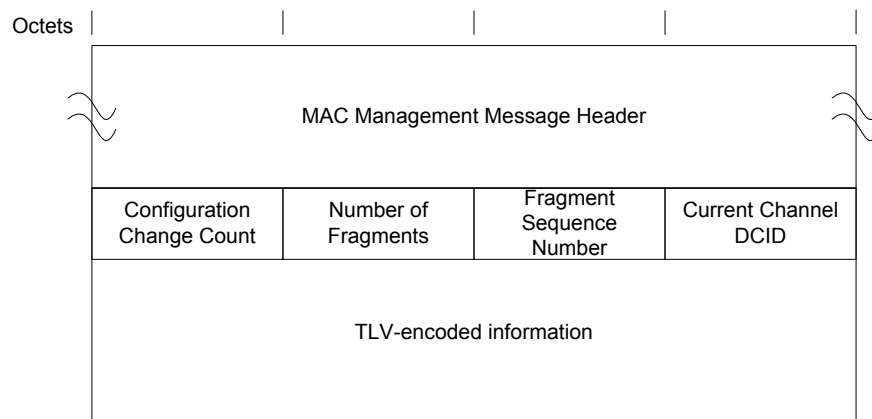 Octets
MAC Management Message Header
Configuration
Change Count
Number of
Fragments
Fragment
Sequence
Number
Current Channel
DCID
TLV-encoded information